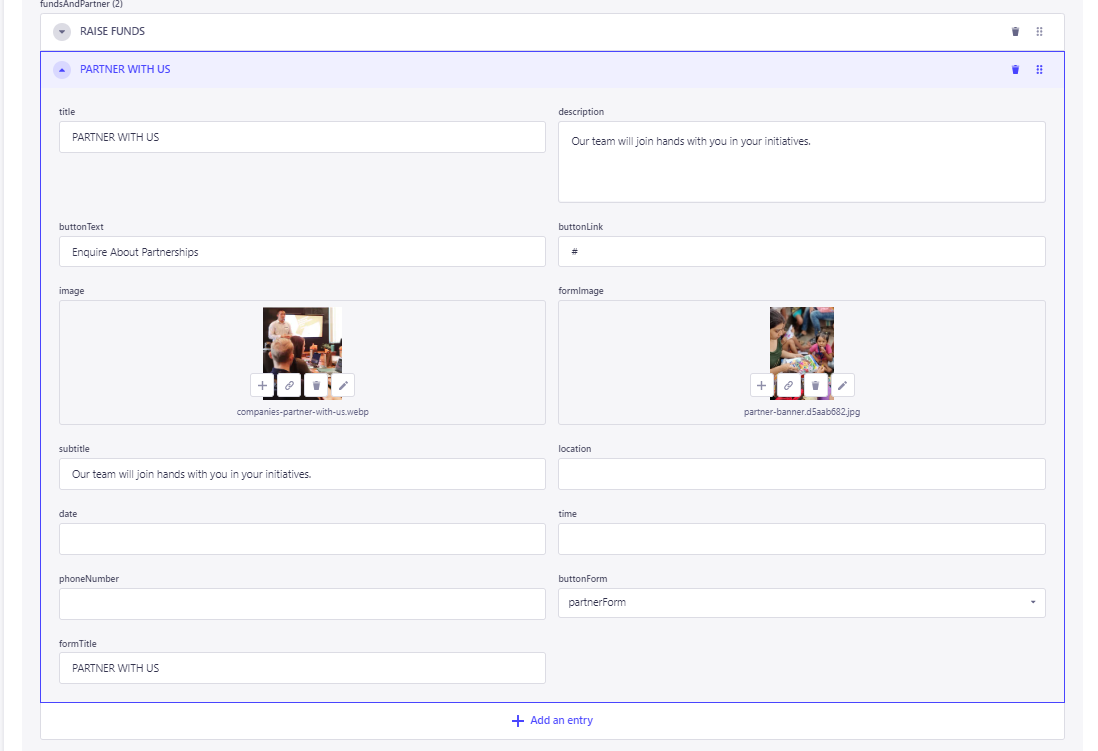 fundsAndPartner (2)
RAISE FUNDS
PARTNER WITH US
title
description
PARTNER WITH US
Our team will join hands with you in your initiatives.
buttonText
buttonLink
Enquire About Partnerships
#
image
formImage
companies-partner-with-us.webp
partner-banner.d5aab682.jpg
subtitle
location
Our team will join hands with you in your initiatives.
date
time
phoneNumber
buttonForm
partnerForm
formTitle
PARTNER WITH US
Add an entry